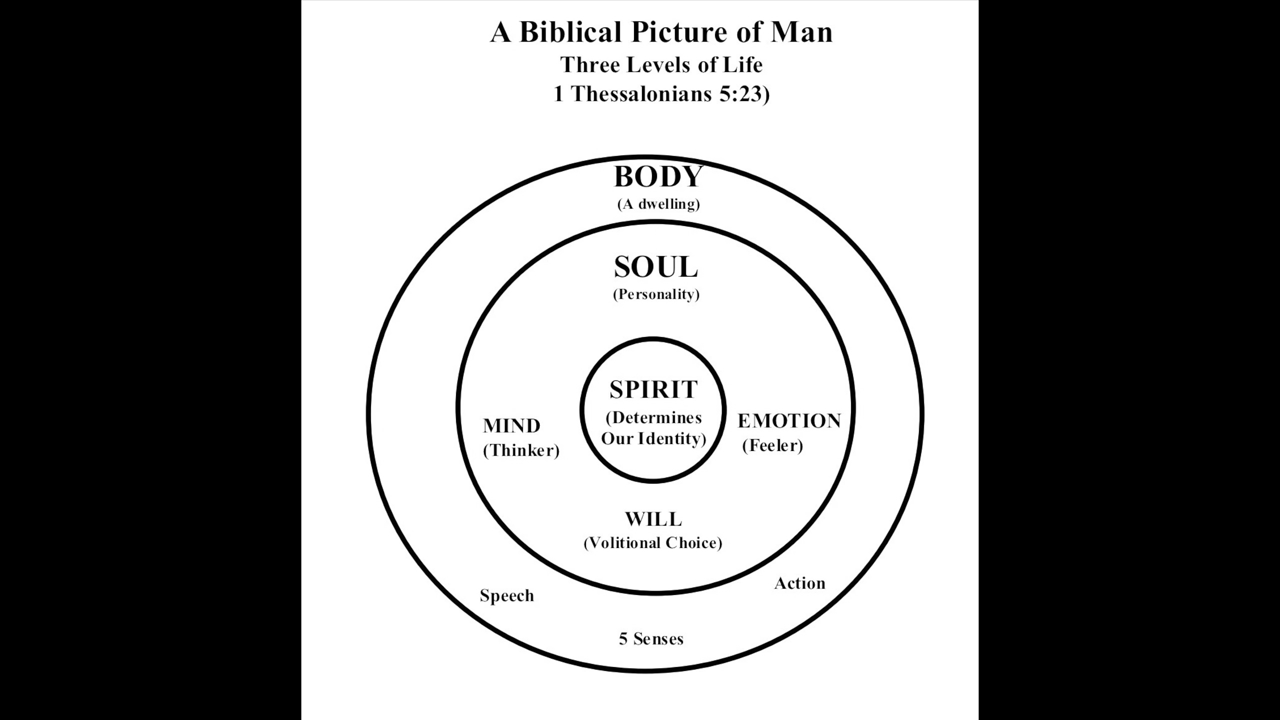 A Biblical Picture of Man
Three Levels of Life
1 Thessalonians 5:23)
BODY
(A dwelling)
SOUL
(Personality)
SPIRIT
(Determines
Our Identity)
MIND
(Thinker)
EMOTION
(Feeler)
WILL
(Volitional Choice)
Speech
Action
5 Senses